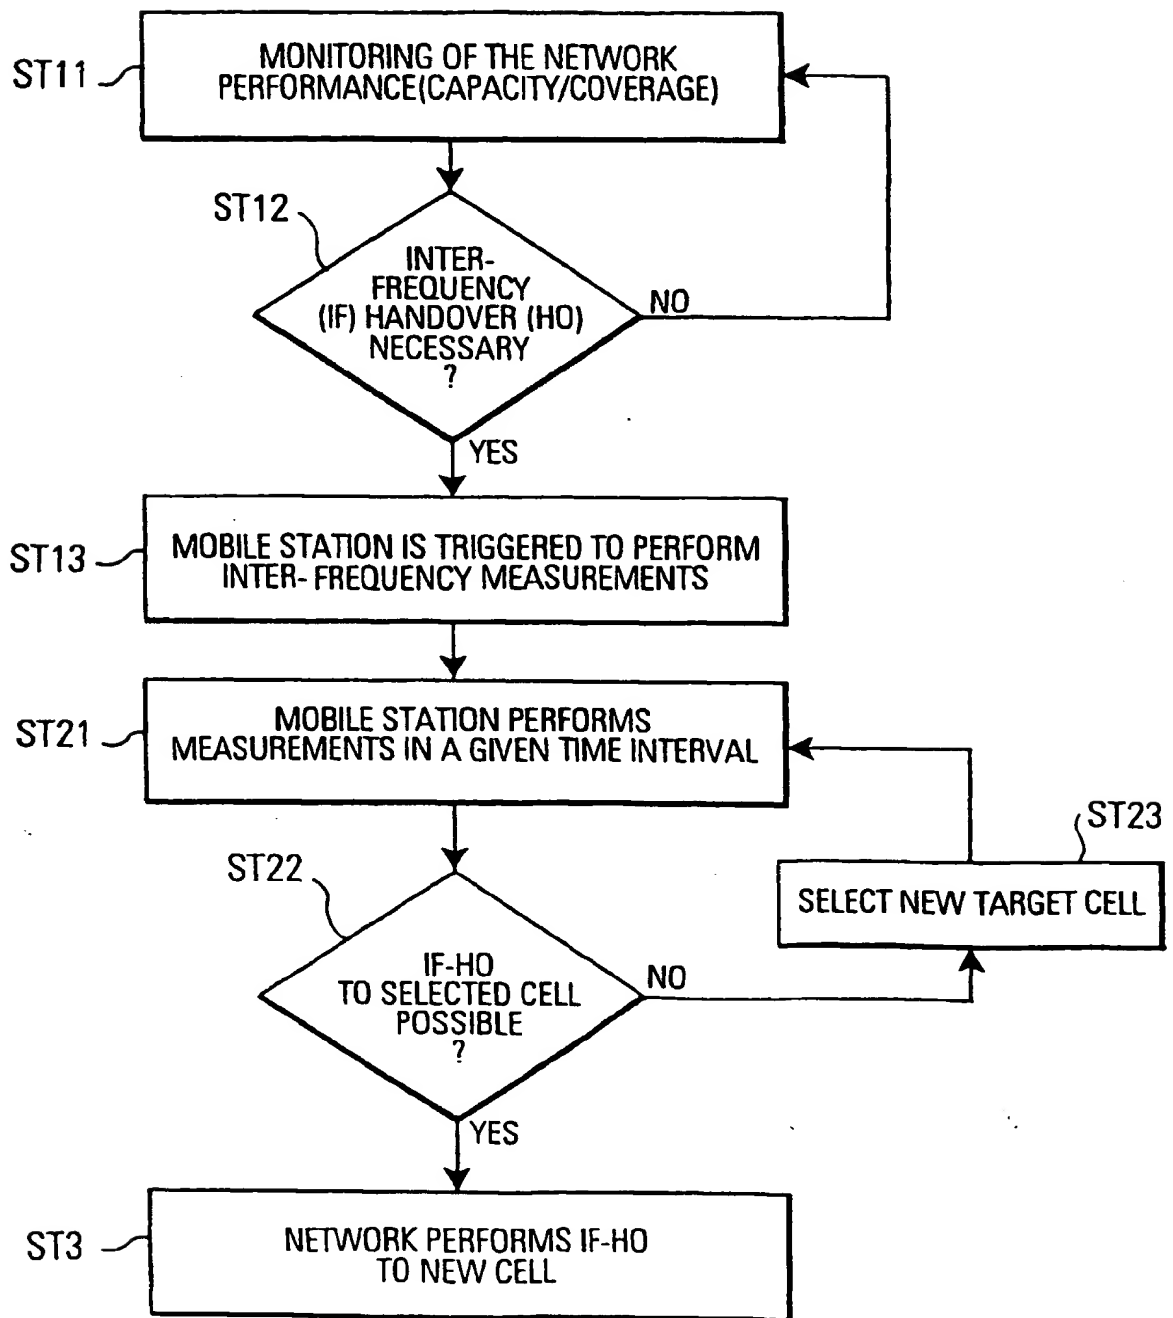 ST11
MONITORING OF THE NETWORK
PERFORMANCE(CAPACITY/COVERAGE)
ST12
INTER-
FREQUENCY
(IF) HANDOVER (HO)
NECESSARY
?
NO
YES
ST13
MOBILE STATION IS TRIGGERED TO PERFORM
INTER- FREQUENCY MEASUREMENTS
ST21
MOBILE STATION PERFORMS
MEASUREMENTS IN A GIVEN TIME INTERVAL
ST23
SELECT NEW TARGET CELL
ST22
IF-HO
TO SELECTED CELL
POSSIBLE
?
NO
YES
ST3
NETWORK PERFORMS IF-HO
TO NEW CELL